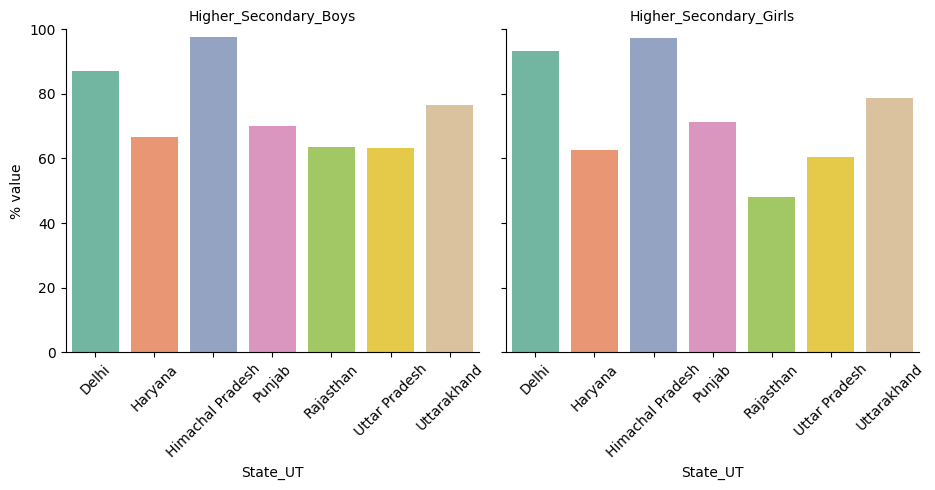 Higher_Secondary_Boys
Higher_Secondary_Girls
% value
100
80
60
40
20
0
Delhi
Haryana
Himachal Pradesh
Punjab
Rajasthan
Uttar Pradesh
Uttarakhand
State_UT
Delhi
Haryana
Himachal Pradesh
Punjab
Rajasthan
Uttar Pradesh
Uttarakhand
State_UT